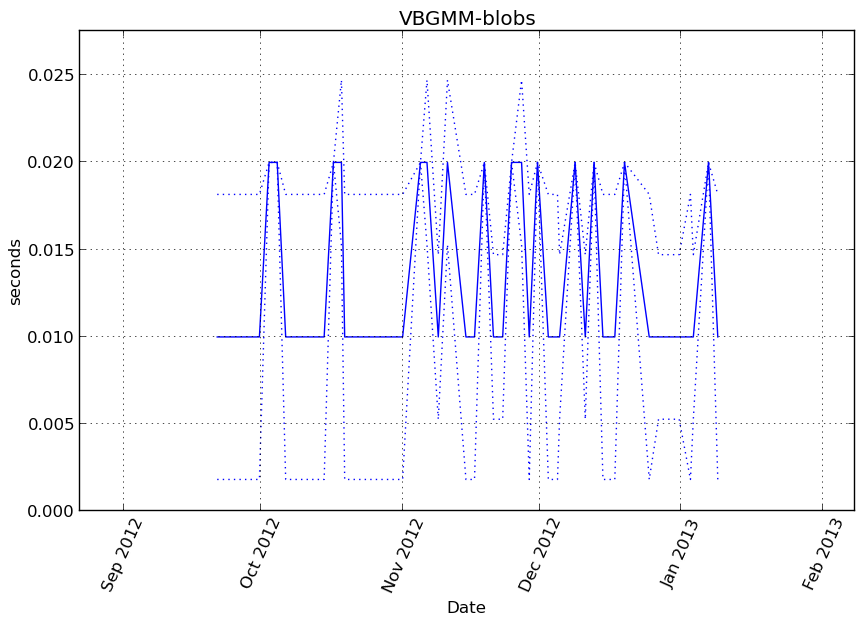 VBGMM-blobs
seconds
0.025
0.020
0.015
0.010
0.005
0.000
Sep 2012
Oct 2012
Nov 2012
Dec 2012
Jan 2013
Feb 2013
Date